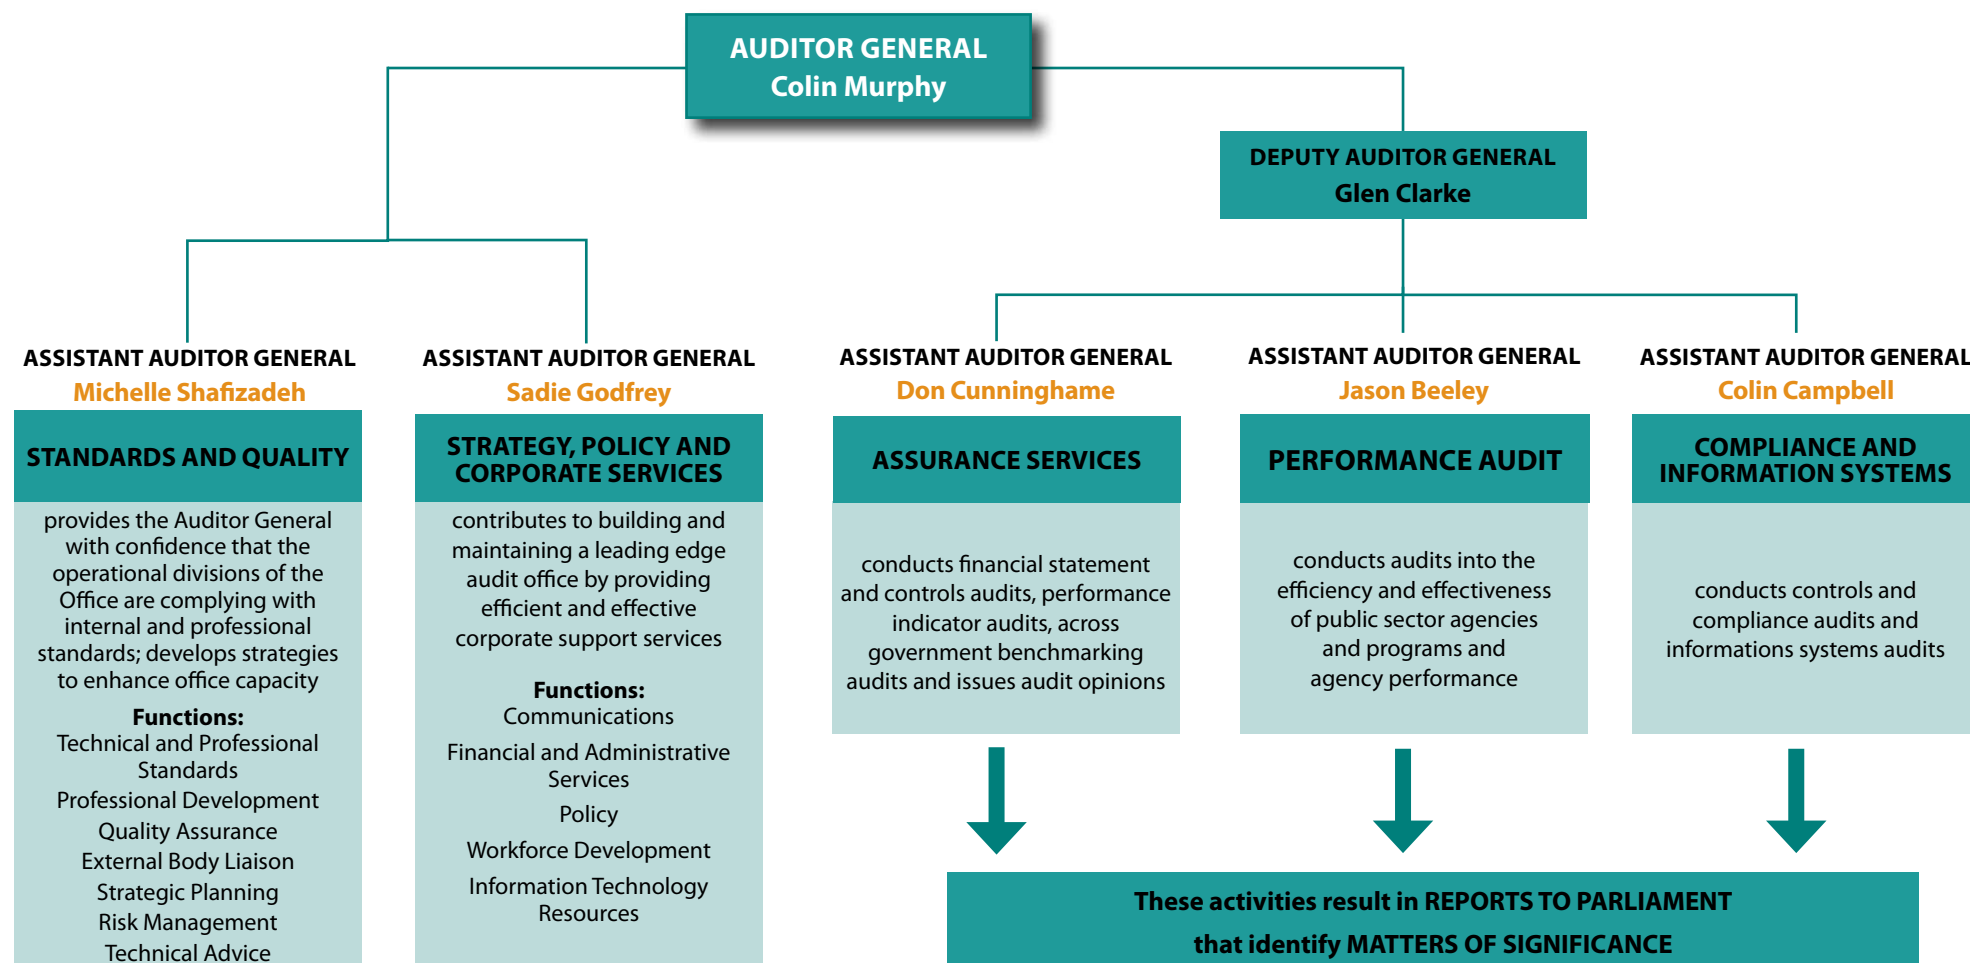 AUDITOR GENERAL
Colin Murphy
DEPUTY AUDITOR GENERAL
Glen Clarke
ASSISTANT AUDITOR GENERAL
Michelle Shafizadeh
STANDARDS AND QUALITY
provides the Auditor General
with confidence that the
operational divisions of the
Office are complying with
internal and professional
standards; develops strategies
to enhance office capacity
Functions:
Technical and Professional
Standards
Professional Development
Quality Assurance
External Body Liaison
Strategic Planning
Risk Management
Technical Advice
ASSISTANT AUDITOR GENERAL
Sadie Godfrey
STRATEGY, POLICY AND
CORPORATE SERVICES
contributes to building and
maintaining a leading edge
audit office by providing
efficient and effective
corporate support services
Functions:
Communications
Financial and Administrative
Services
Policy
Workforce Development
Information Technology
Resources
ASSISTANT AUDITOR GENERAL
Don Cunninghame
ASSURANCE SERVICES
conducts financial statement
and controls audits, performance
indicator audits, across
government benchmarking
audits and issues audit opinions
ASSISTANT AUDITOR GENERAL
Jason Beeley
PERFORMANCE AUDIT
conducts audits into the
efficiency and effectiveness
of public sector agencies
and programs and
agency performance
ASSISTANT AUDITOR GENERAL
Colin Campbell
COMPLIANCE AND
INFORMATION SYSTEMS
conducts controls and
compliance audits and
informations systems audits
These activities result in REPORTS TO PARLIAMENT
that identify MATTERS OF SIGNIFICANCE